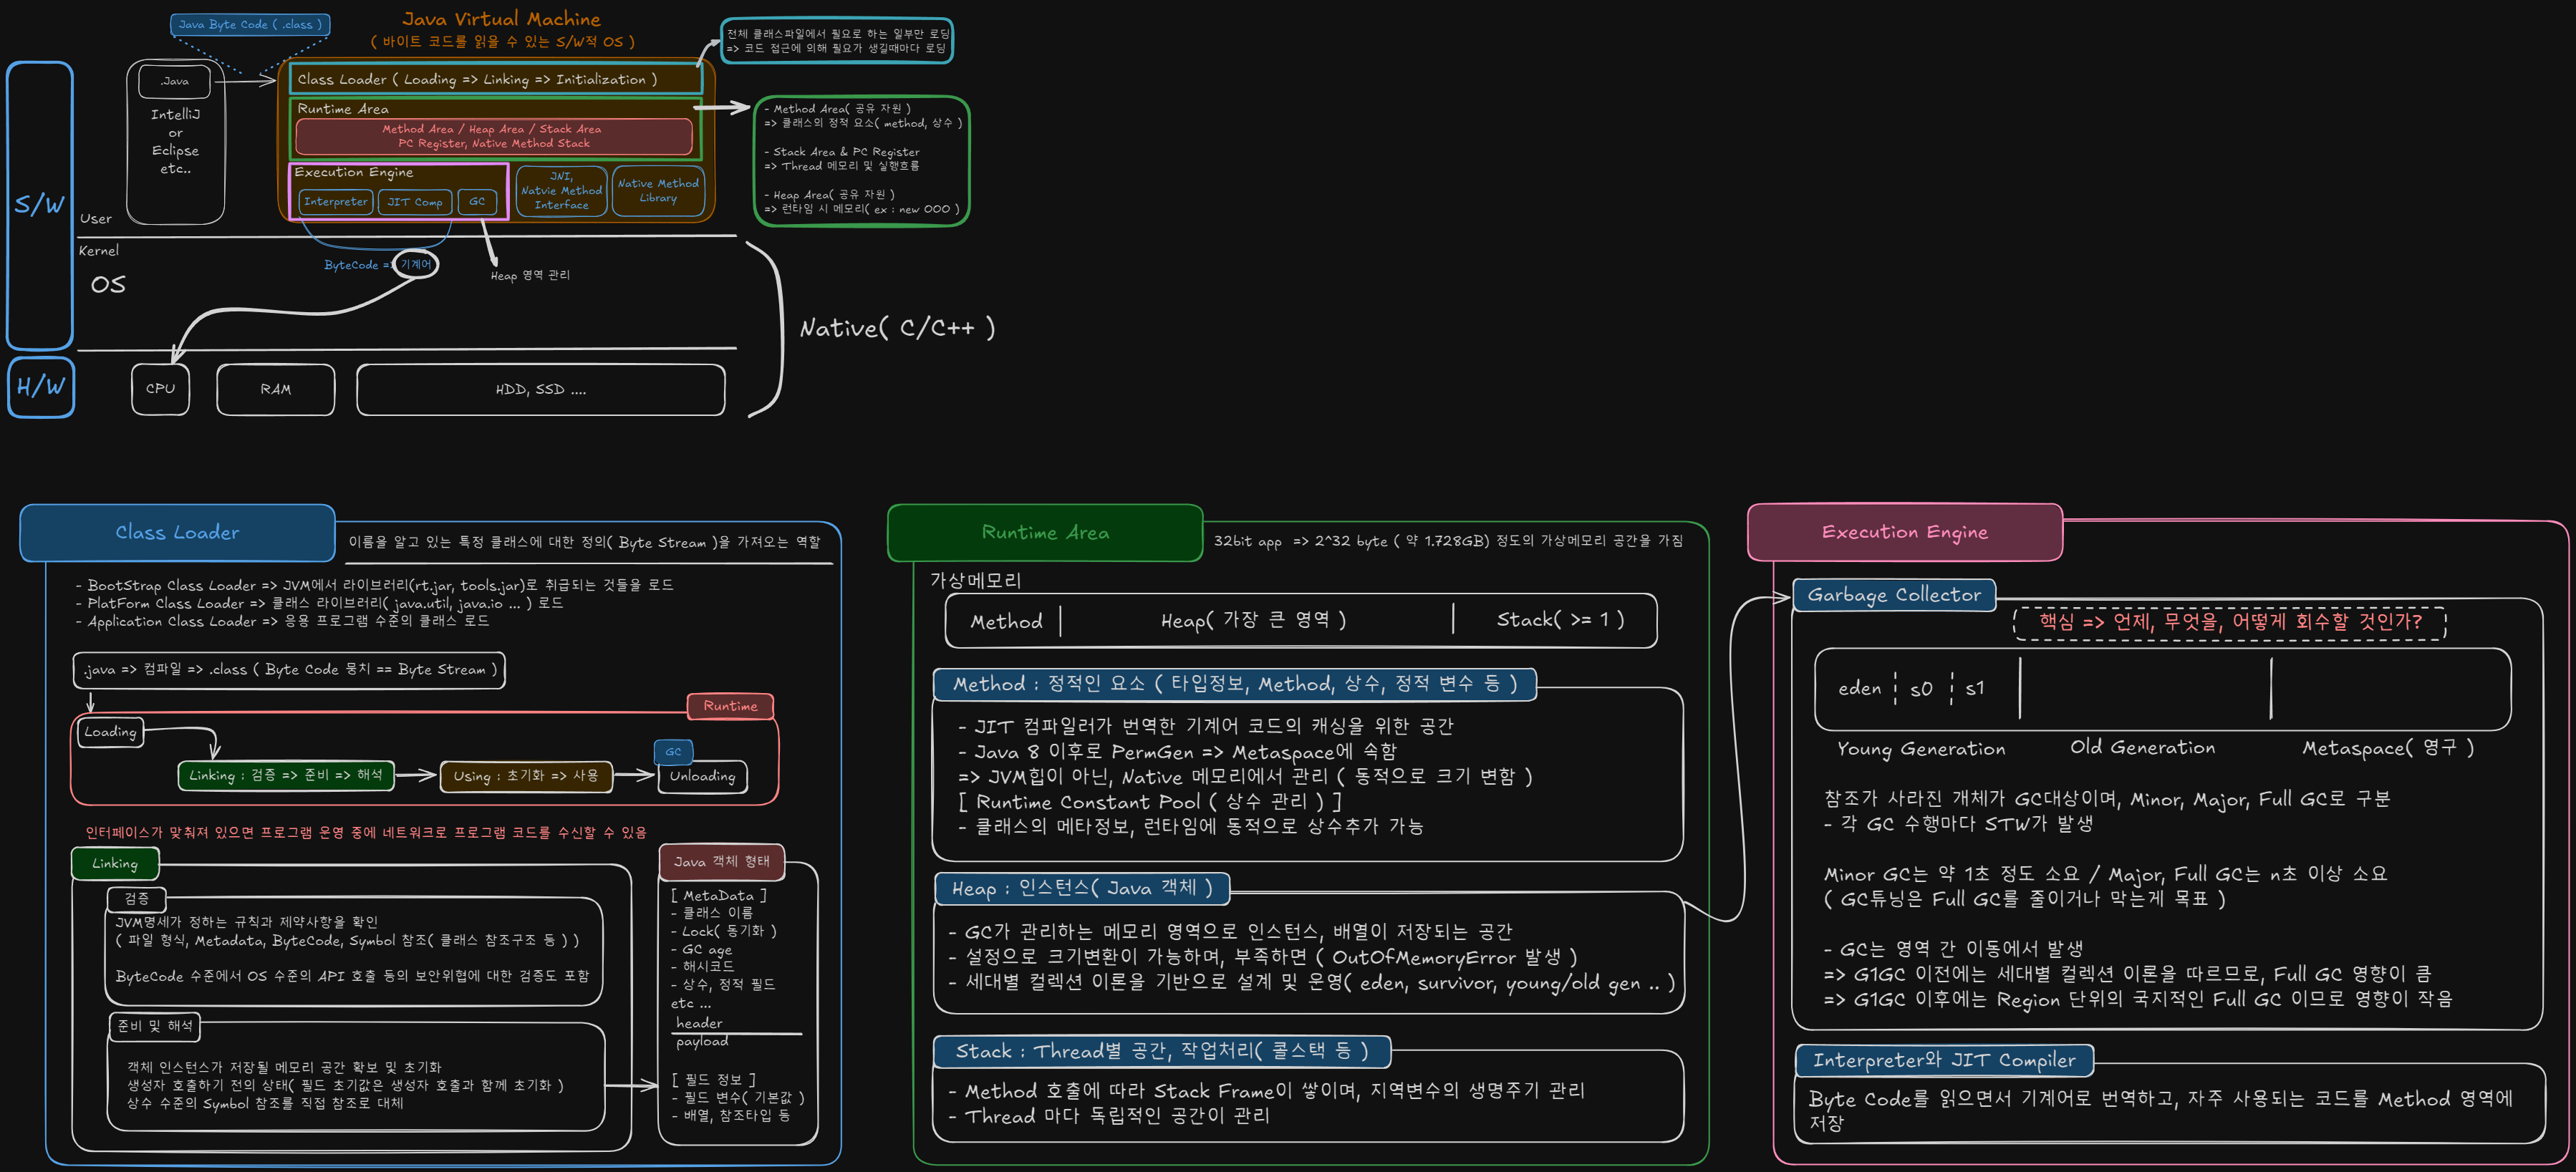 Java Byte Code ( .class )
Java Virtual Machine
( 바이트 코드를 읽을 수 있는 S/W적 OS )
전체 클래스파일에서 필요로 하는 일부만 로딩
=> 코드 접근에 의해 필요가 생길때마다 로딩
S/W
.Java
IntelliJ
or
Eclipse
etc..
Class Loader ( Loading => Linking => Initialization )
Runtime Area
Method Area / Heap Area / Stack Area
PC Register, Native Method Stack
Execution Engine
Interpreter
JIT Comp
GC
JNI,
Natvie Method
Interface
Native Method
Library
- Method Area( 공유 자원 )
=> 클래스의 정적 요소( method, 상수 )
- Stack Area & PC Register
=> Thread 메모리 및 실행흐름
- Heap Area( 공유 자원 )
=> 런타임 시 메모리( ex : new OOO )
User
Kernel
OS
ByteCode => 기계어
Heap 영역 관리
Native( C/C++ )
H/W
CPU
RAM
HDD, SSD ....
Class Loader
이름을 알고 있는 특정 클래스에 대한 정의( Byte Stream )을 가져오는 역할
- BootStrap Class Loader => JVM에서 라이브러리(rt.jar, tools.jar)로 취급되는 것들을 로드
- PlatForm Class Loader => 클래스 라이브러리( java.util, java.io ... ) 로드
- Application Class Loader => 응용 프로그램 수준의 클래스 로드
.java => 컴파일 => .class ( Byte Code 뭉치 == Byte Stream )
Runtime
Loading
Linking : 검증 => 준비 => 해석
Using : 초기화 => 사용
GC
Unloading
인터페이스가 맞춰져 있으면 프로그램 운영 중에 네트워크로 프로그램 코드를 수신할 수 있음
Linking
검증
JVM명세가 정하는 규칙과 제약사항을 확인
( 파일 형식, Metadata, ByteCode, Symbol 참조( 클래스 참조구조 등 ) )
ByteCode 수준에서 OS 수준의 API 호출 등의 보안위협에 대한 검증도 포함
준비 및 해석
객체 인스턴스가 저장될 메모리 공간 확보 및 초기화
생성자 호출하기 전의 상태( 필드 초기값은 생성자 호출과 함께 초기화 )
상수 수준의 Symbol 참조를 직접 참조로 대체
Java 객체 형태
[ MetaData ]
- 클래스 이름
- Lock( 동기화 )
- GC age
- 해시코드
- 상수, 정적 필드
etc ...
header
payload
[ 필드 정보 ]
- 필드 변수( 기본값 )
- 배열, 참조타입 등
Runtime Area
32bit app => 2^32 byte ( 약 1.728GB) 정도의 가상메모리 공간을 가짐
가상메모리
Method
Heap( 가장 큰 영역 )
Stack( >= 1 )
Method : 정적인 요소 ( 타입정보, Method, 상수, 정적 변수 등 )
- JIT 컴파일러가 번역한 기계어 코드의 캐싱을 위한 공간
- Java 8 이후로 PermGen => Metaspace에 속함
=> JVM힙이 아닌, Native 메모리에서 관리 ( 동적으로 크기 변함 )
[ Runtime Constant Pool ( 상수 관리 ) ]
- 클래스의 메타정보, 런타임에 동적으로 상수추가 가능
Heap : 인스턴스( Java 객체 )
- GC가 관리하는 메모리 영역으로 인스턴스, 배열이 저장되는 공간
- 설정으로 크기변환이 가능하며, 부족하면 ( OutOfMemoryError 발생 )
- 세대별 컬렉션 이론을 기반으로 설계 및 운영( eden, survivor, young/old gen .. )
Stack : Thread별 공간, 작업처리( 콜스택 등 )
- Method 호출에 따라 Stack Frame이 쌓이며, 지역변수의 생명주기 관리
- Thread 마다 독립적인 공간이 관리
Execution Engine
Garbage Collector
핵심 => 언제, 무엇을, 어떻게 회수할 것인가?
eden
s0
s1
Young Generation
Old Generation
Metaspace( 영구 )
참조가 사라진 개체가 GC대상이며, Minor, Major, Full GC로 구분
- 각 GC 수행마다 STW가 발생
Minor GC는 약 1초 정도 소요 / Major, Full GC는 n초 이상 소요
( GC튜닝은 Full GC를 줄이거나 막는게 목표 )
- GC는 영역 간 이동에서 발생
=> G1GC 이전에는 세대별 컬렉션 이론을 따르므로, Full GC 영향이 큼
=> G1GC 이후에는 Region 단위의 국지적인 Full GC 이므로 영향이 작음
Interpreter와 JIT Compiler
Byte Code를 읽으면서 기계어로 번역하고, 자주 사용되는 코드를 Method 영역에
저장